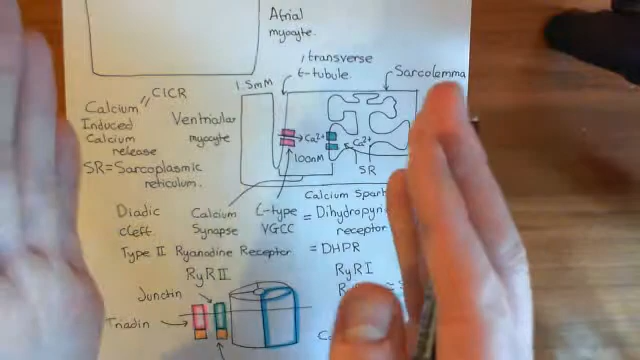 Atrial
myocyte.
transverse
t-tubule.
Sarcolemma
1.5mM
CICR
Calcium
Induced
Calcium
release
SR = Sarcoplasmic
reticulum.
Ventricular
myocyte
Ca²⁺
Ca²⁺
100nM
SR
Calcium Spark
Diadic
cleft.
Calcium
Synapse
L-type
VGCC
= Dihydropyri
receptor
= DHPR
Type II Ryanodine Receptor
RyR II
RyR I
Junctin
Triadin